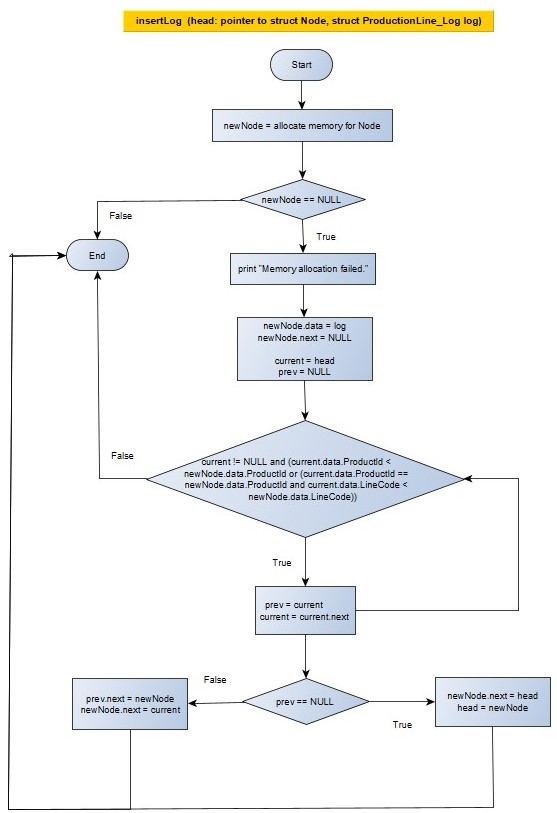 insertLog (head: pointer to struct Node, struct ProductionLine_Log log)
Start
newNode = allocate memory for Node
newNode == NULL
False
True
End
print "Memory allocation failed."
newNode.data = log
newNode.next = NULL
current = head
prev = NULL
False
current != NULL and (current.data.ProductId <
newNode.data.ProductId or (current.data.ProductId ==
newNode.data.ProductId and current.data.LineCode <
newNode.data.LineCode))
True
prev = current
current = current.next
False
prev.next = newNode
newNode.next = current
prev == NULL
True
newNode.next = head
head = newNode